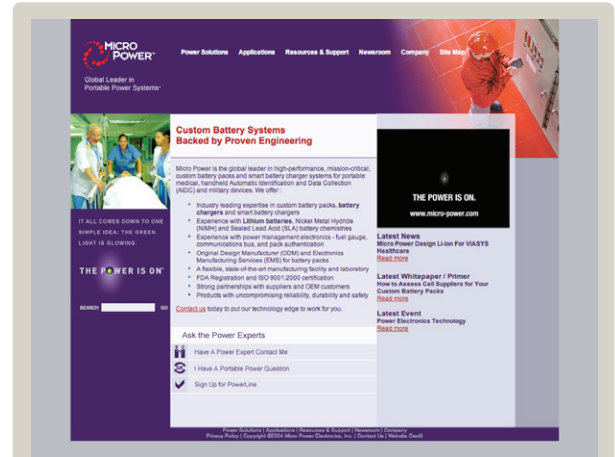 MICRO
POWER™
Power Solutions Applications Resources & Support Newsroom Company Site Map
Global Leader in
Portable Power Systems
Custom Battery Systems
Backed by Proven Engineering
Micro Power is the global leader in high-performance, mission-critical,
custom battery packs and smart battery charger systems for portable
medical, handheld Automatic Identification and Data Collection
(AIDC) and military devices. We offer :
Industry leading expertise in custom battery packs, battery
chargers and smart battery chargers
Experience with Lithium batteries, Nickel Metal Hydride
(NiMH) and Sealed Lead Acid (SLA) battery chemistries
Experience with power management electronics - fuel gauge,
communications bus, and pack authentication
Original Design Manufacturer (ODM) and Electronics
Manufacturing Services (EMS) for battery packs
A flexible, state-of-the-art manufacturing facility and laboratory
FDA Registration and ISO 9001:2000 certification
Strong partnerships with suppliers and OEM customers
Products with uncompromising reliability, durability and safety
Contact us today to put our technology edge to work for you.
Ask the Power Experts
Have A Power Expert Contact Me
I Have A Portable Power Question
Sign Up for PowerLine
IT ALL COMES DOWN TO ONE
SIMPLE IDEA: THE GREEN
LIGHT IS GLOWING.
THE POWER IS ON
SEARCH GO
THE POWER IS ON.
www.micro-power.com
Latest News
Micro Power Design Li-Ion For VIASYS
Healthcare
Read more
Latest Whitepaper / Primer
How to Assess Cell Suppliers for Your
Custom Battery Packs
Read more
Latest Event
Power Electronics Technology
Read more
Power Solutions | Applications | Resources & Support | Newsroom | Company
Privacy Policy | Copyright ©2004 Micro Power Electronics, Inc. | Contact Us | Website Credit